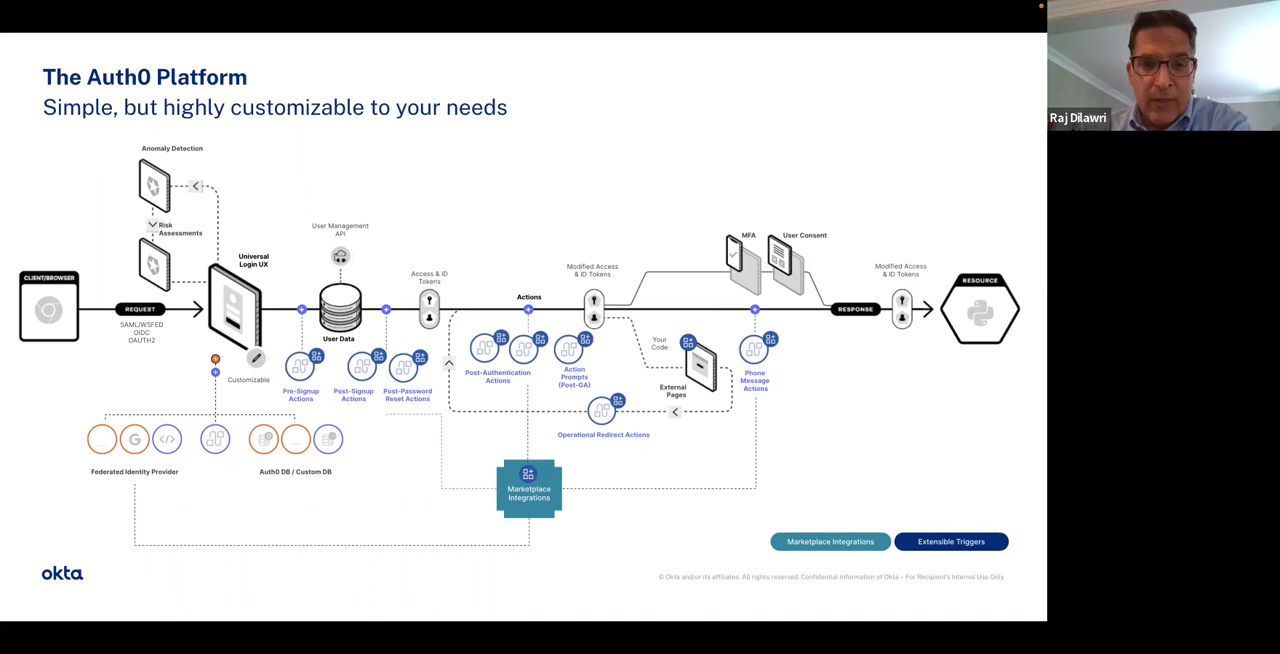 The Auth0 Platform
Simple, but highly customizable to your needs
Raj Dilawri
Anomaly Detection
Risk
Assessments
User Management
API
Universal
Login UX
MFA
User Consent
CLIENT/BROWSER
Access & ID
Tokens
Modified Access
& ID Tokens
Modified Access
& ID Tokens
RESOURCE
Actions
REQUEST
RESPONSE
SAML/WSFED
OIDC
OAUTH2
User Data
Your
Code
Customizable
Pre-Signup
Actions
Post-Signup
Actions
Post-Password
Reset Actions
Post-Authentication
Actions
Action
Prompts
(Post-GA)
External
Pages
Phone
Message
Actions
Operational Redirect Actions
... G </>
...
Federated Identity Provider
Auth0 DB / Custom DB
Marketplace
Integrations
Marketplace Integrations
Extensible Triggers
okta
© Okta and/or its affiliates. All rights reserved. Confidential Information of Okta – For Recipient's Internal Use Only